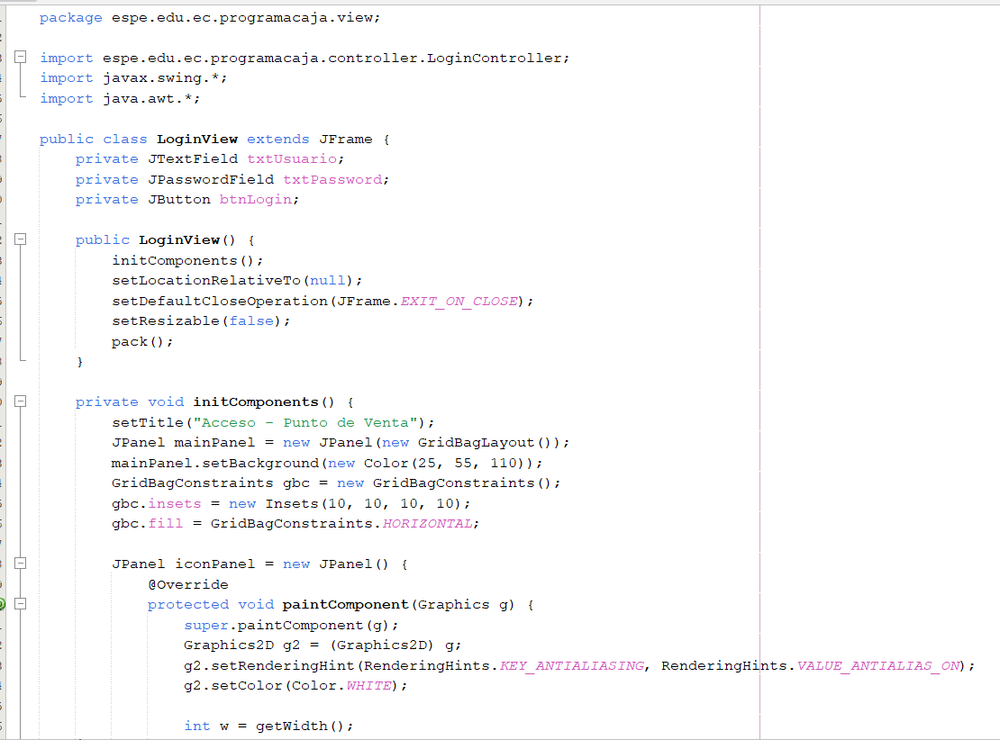 package espe.edu.ec.programacaja.view;
import espe.edu.ec.programacaja.controller.LoginController;
import javax.swing.*;
import java.awt.*;
public class LoginView extends JFrame {
private JTextField txtUsuario;
private JPasswordField txtPassword;
private JButton btnLogin;
public LoginView() {
initComponents();
setLocationRelativeTo(null);
setDefaultCloseOperation(JFrame.EXIT_ON_CLOSE);
setResizable(false);
pack();
}
private void initComponents() {
setTitle("Acceso - Punto de Venta");
JPanel mainPanel = new JPanel(new GridBagLayout());
mainPanel.setBackground(new Color(25, 55, 110));
GridBagConstraints gbc = new GridBagConstraints();
gbc.insets = new Insets(10, 10, 10, 10);
gbc.fill = GridBagConstraints.HORIZONTAL;
JPanel iconPanel = new JPanel() {
@Override
protected void paintComponent(Graphics g) {
super.paintComponent(g);
Graphics2D g2 = (Graphics2D) g;
g2.setRenderingHint(RenderingHints.KEY_ANTIALIASING, RenderingHints.VALUE_ANTIALIAS_ON);
g2.setColor(Color.WHITE);
int w = getWidth();